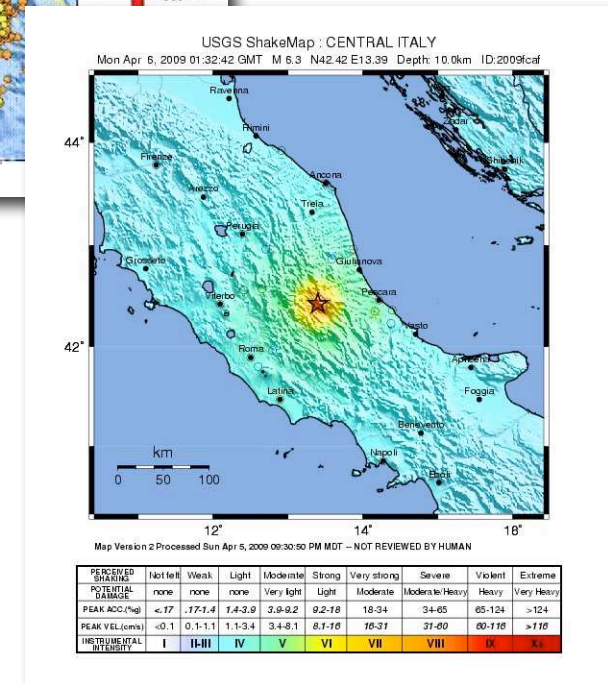 USGS ShakeMap : CENTRAL ITALY
Mon Apr 6, 2009 01:32:42 GMT M 6.3 N42.42 E13.39 Depth: 10.0km ID:2009fcaf
Ravenna
44°
Rimini
Zadar
Firenze
Shibenik
Arezzo
Ancona
Treia
Perugia
Grosseto
Giulianova
Viterbo
Pescara
Vasto
42°
Roma
Apricena
Latina
Foggia
Benevento
km
Napoli
0 50 100
Eboli
12° 14° 16°
Map Version 2 Processed Sun Apr 5, 2009 09:30:50 PM MDT -- NOT REVIEWED BY HUMAN
PERCEIVED SHAKING Not felt Weak Light Moderate Strong Very strong Severe Violent Extreme
POTENTIAL DAMAGE none none none Very light Light Moderate Moderate/Heavy Heavy Very Heavy
PEAK ACC.(%g) <.17 .17-1.4 1.4-3.9 3.9-9.2 9.2-18 18-34 34-65 65-124 >124
PEAK VEL.(cm/s) <0.1 0.1-1.1 1.1-3.4 3.4-8.1 8.1-16 16-31 31-60 60-116 >116
INSTRUMENTAL INTENSITY I II-III IV V VI VII VIII IX X+